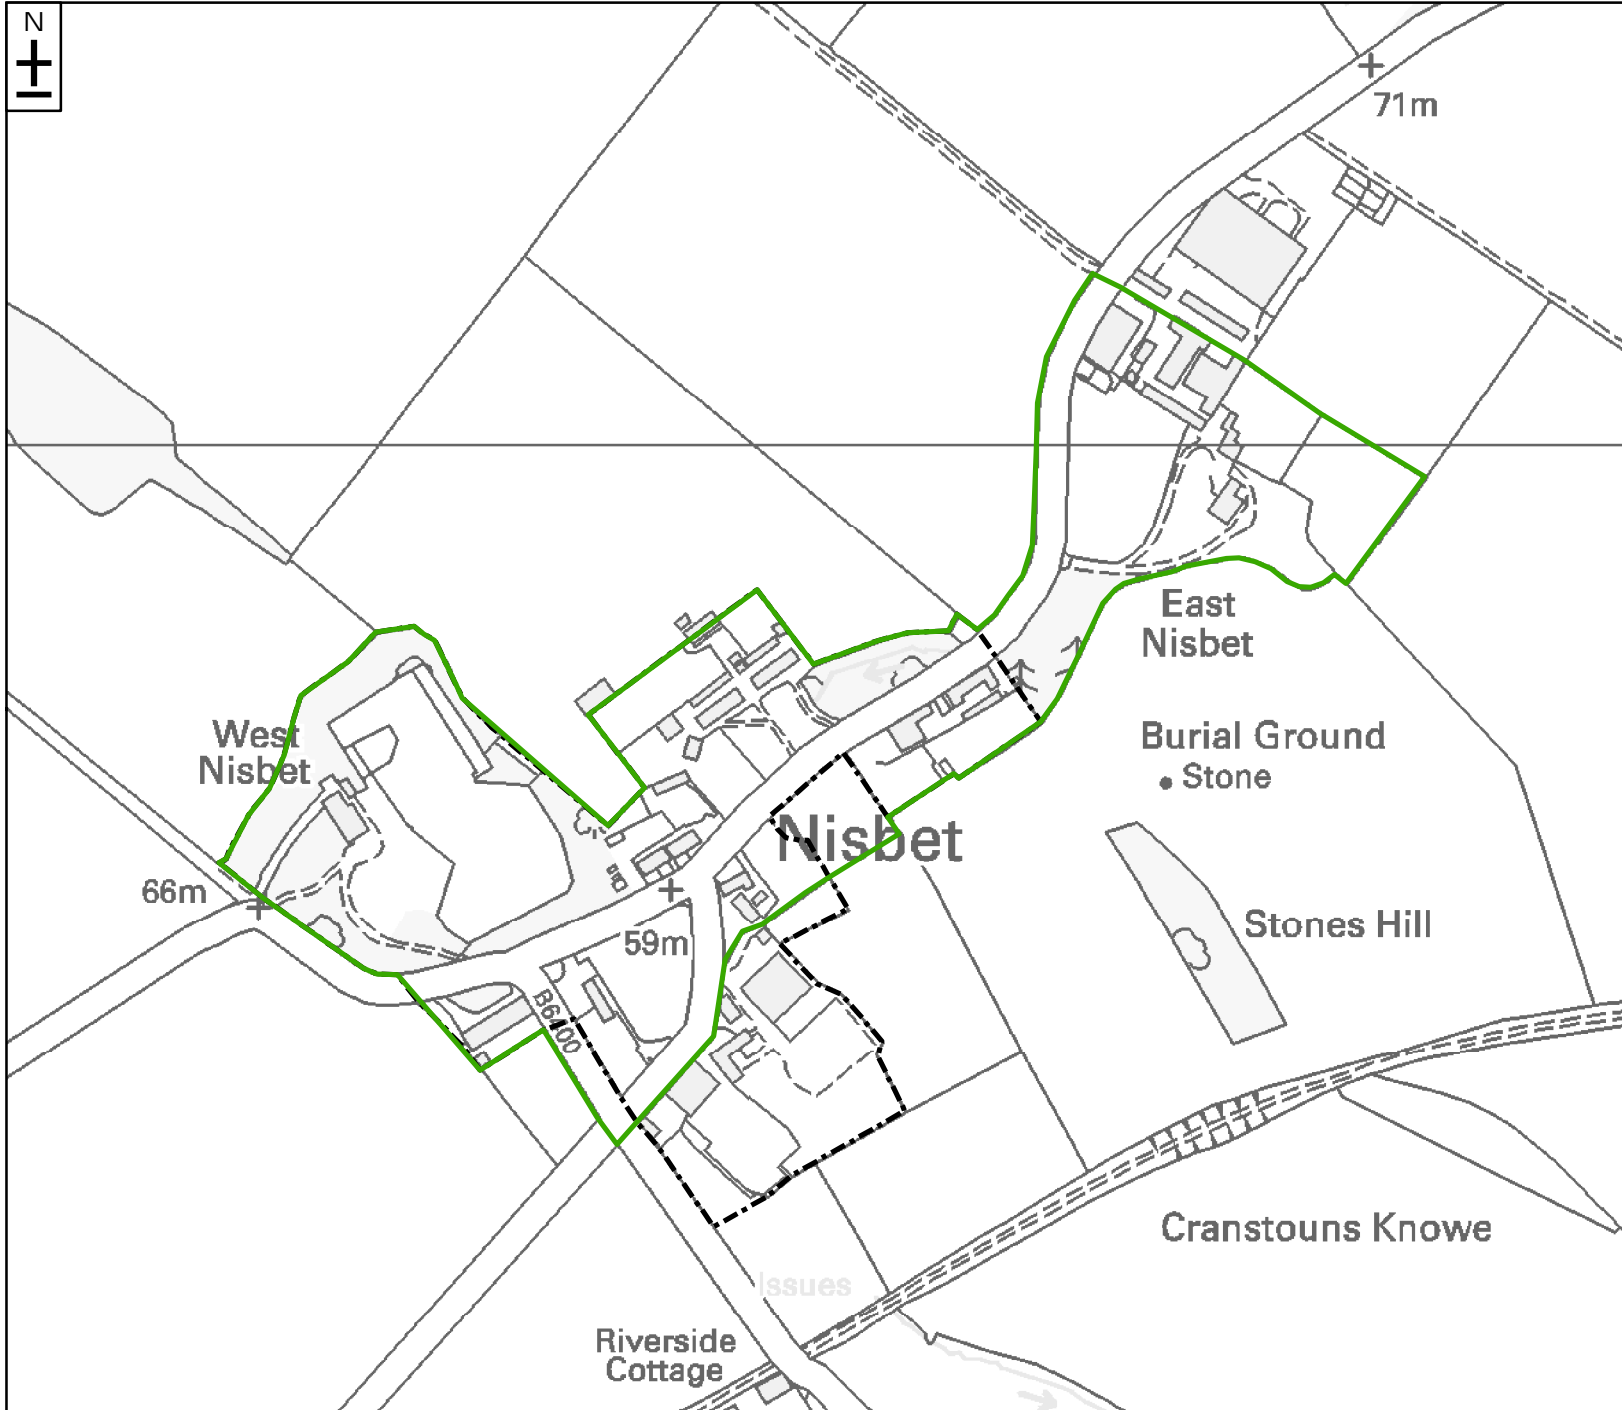 N
71m
East
Nisbet
West
Nisbet
Burial Ground
Stone
Nisbet
66m
59m
Stones Hill
B6400
Cranstouns Knowe
Issues
Riverside
Cottage